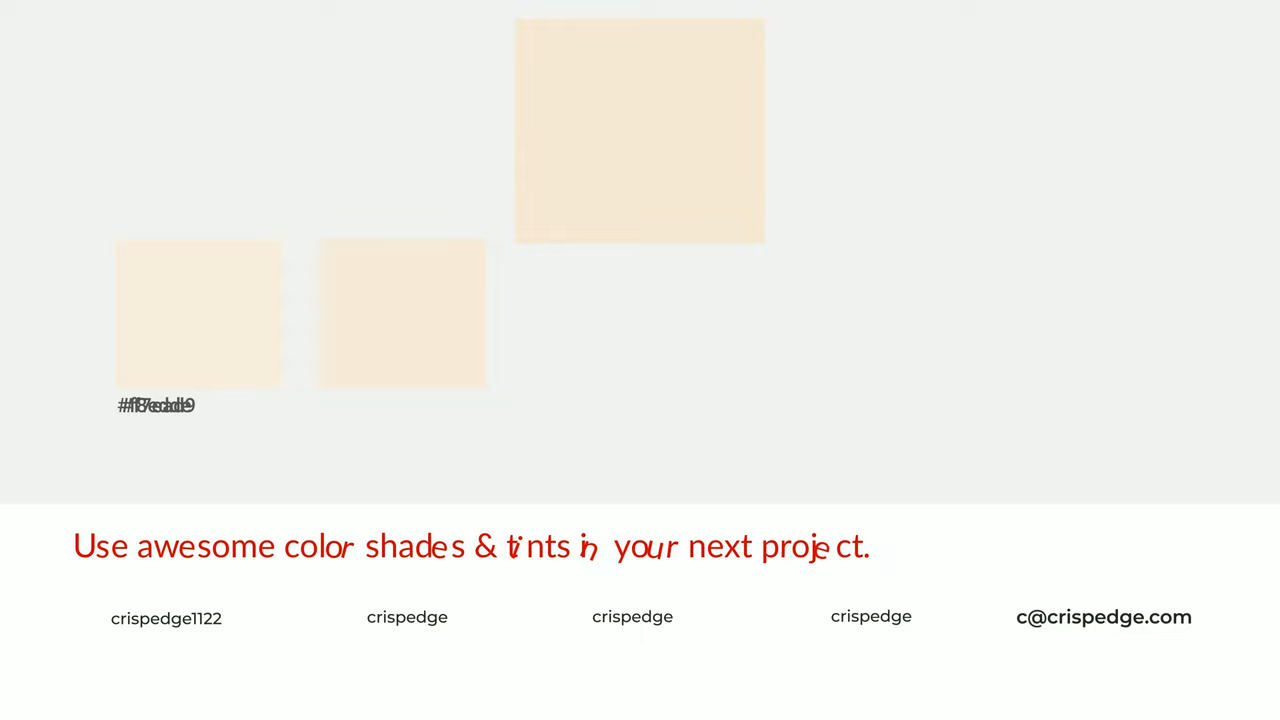 Use awesome color shades & tints in your next project.
crispedge1122 crispedge crispedge crispedge c@crispedge.com